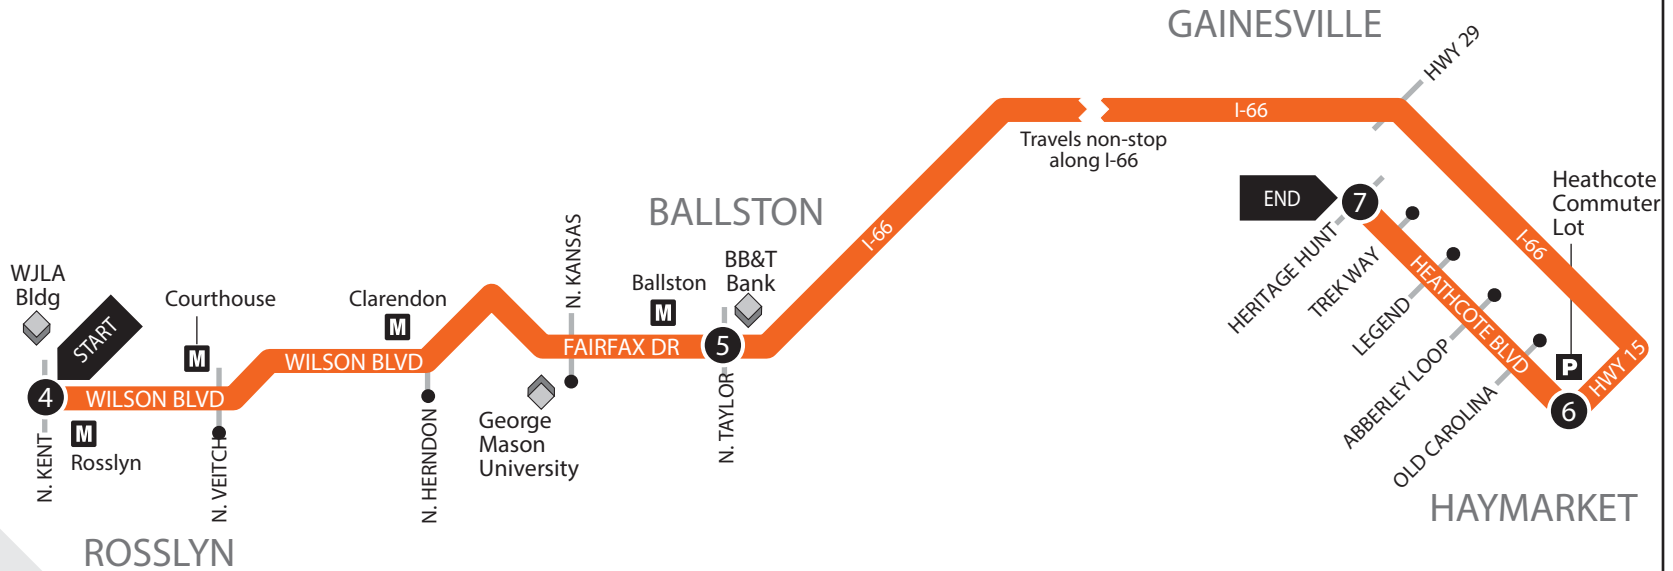 GAINESVILLE
HWY 29
I-66
I-66
Travels non-stop
along I-66
Heathcote
Commuter
Lot
END
7
BALLSTON
I-66
I-66
N. KANSAS
BB&T
Bank
WJLA
Bldg
Courthouse
Clarendon
Ballston
M
START
M
M
HERITAGE HUNT
TREK WAY
LEGEND
ABBERLEY LOOP
OLD CAROLINA
HEATHCOTE BLVD
P
HWY 15
6
FAIRFAX DR
5
WILSON BLVD
4
WILSON BLVD
M
Rosslyn
N. KENT
N. VEITCH
N. HERNDON
George
Mason
University
N. TAYLOR
HAYMARKET
ROSSLYN